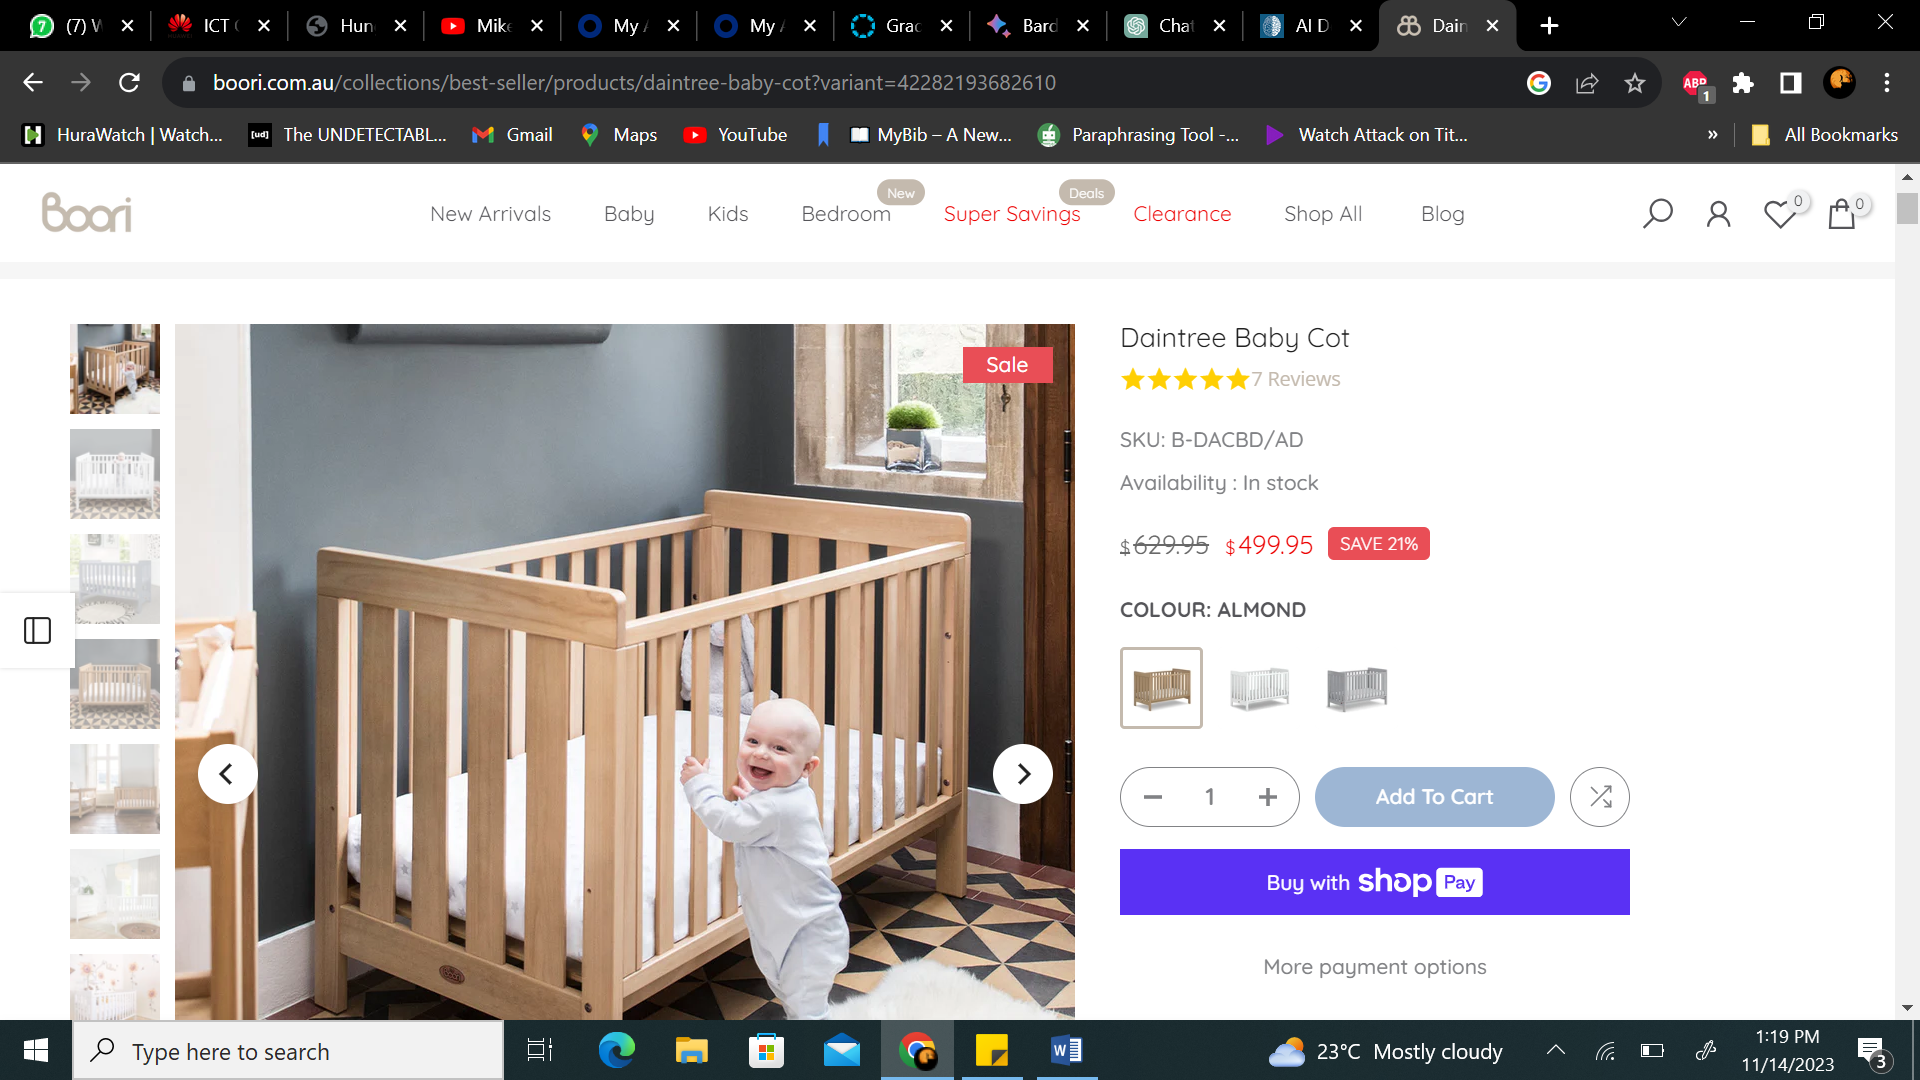 (7) W
ICT
Hun
Mike
My A
My A
Grac
Bard
Chat
AI D
Dain
boori.com.au/collections/best-seller/products/daintree-baby-cot?variant=42282193682610
ABP
1
HuraWatch | Watch...
[ud]
The UNDETECTABL...
Gmail
Maps
YouTube
MyBib – A New...
Paraphrasing Tool -...
Watch Attack on Tit...
»
All Bookmarks
boori
New Arrivals
Baby
Kids
Bedroom
New
Super Savings
Deals
Clearance
Shop All
Blog
0
0
Sale
Daintree Baby Cot
7 Reviews
SKU: B-DACBD/AD
Availability : In stock
$629.95 $499.95 SAVE 21%
COLOUR: ALMOND
1
Add To Cart
Buy with shop Pay
More payment options
Type here to search
23°C Mostly cloudy
1:19 PM
11/14/2023
3